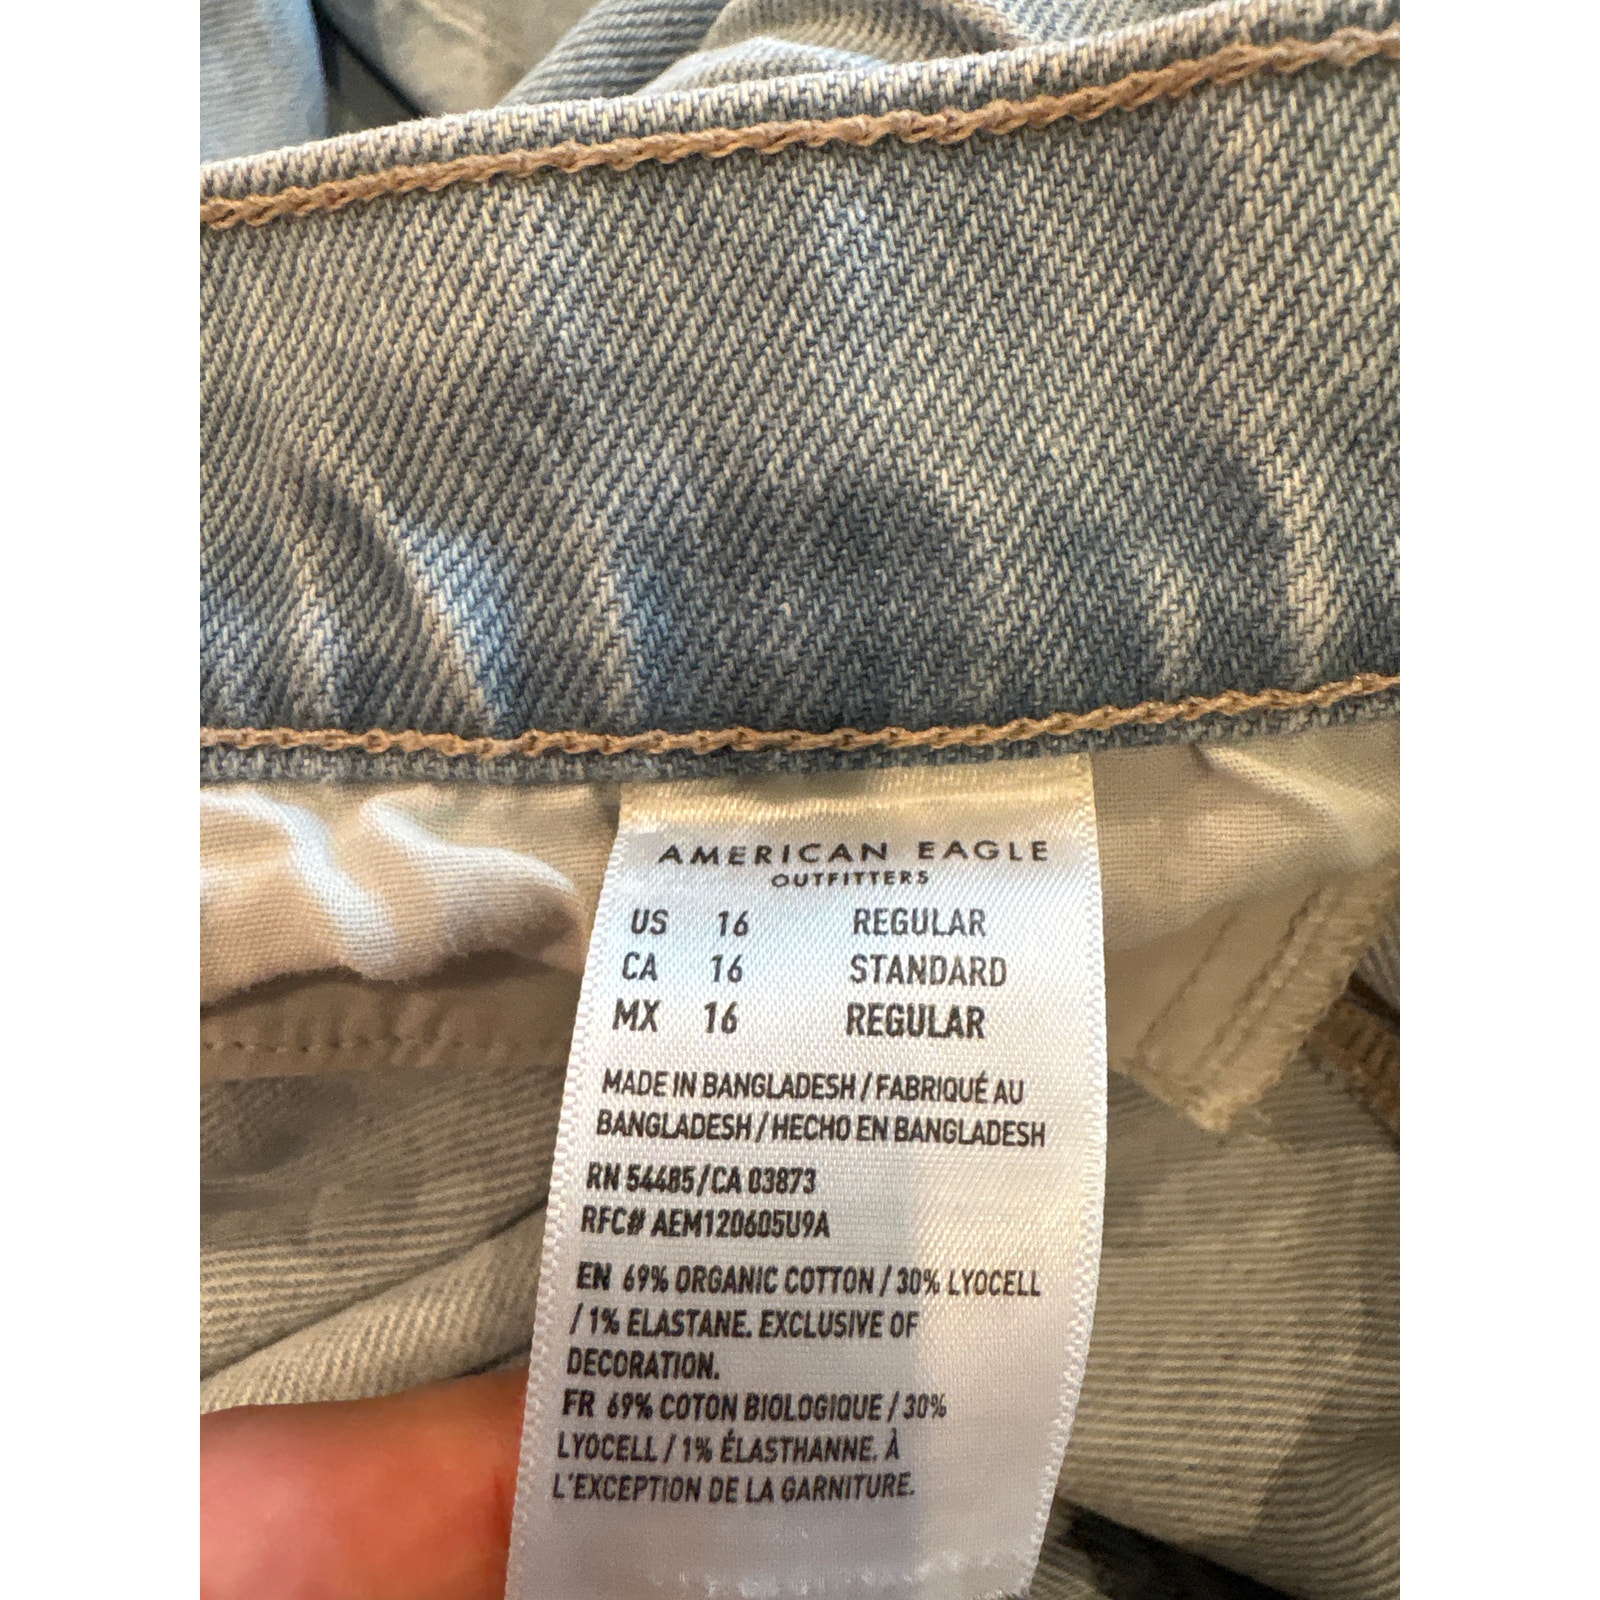 AMERICAN EAGLE
OUTFITTERS
US 16 REGULAR
CA 16 STANDARD
MX 16 REGULAR
MADE IN BANGLADESH / FABRIQUÉ AU
BANGLADESH / HECHO EN BANGLADESH
RN 54485/CA 03873
RFC# AEM120605U9A
EN 69% ORGANIC COTTON / 30% LYOCELL
/ 1% ELASTANE. EXCLUSIVE OF
DECORATION.
FR 69% COTON BIOLOGIQUE / 30%
LYOCELL / 1% ÉLASTHANNE. À
L'EXCEPTION DE LA GARNITURE.